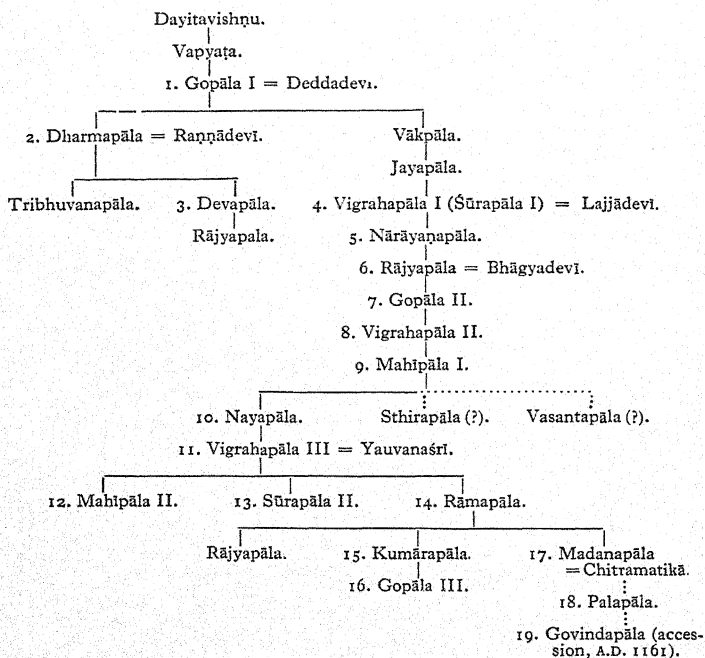 Dayitavishṇu.
Vapyaṭa.
1. Gopāla I = Deddadevī.
2. Dharmapāla = Raṇṇādevī. Vākpāla.
Jayapāla.
Tribhuvanapāla. 3. Devapāla. 4. Vigrahapāla I (Śūrapāla I) = Lajjādevī.
Rājyapala. 5. Nārāyaṇapāla.
6. Rājyapāla = Bhāgyadevī.
7. Gopāla II.
8. Vigrahapāla II.
9. Mahīpāla I.
10. Nayapāla. Sthirapāla (?). Vasantapāla (?).
11. Vigrahapāla III = Yauvanaśrī.
12. Mahīpāla II. 13. Sūrapāla II. 14. Rāmapāla.
Rājyapāla. 15. Kumārapāla. 17. Madanapāla
= Chitramatikā.
16. Gopāla III.
18. Palapāla.
19. Govindapāla (acces-
sion, A.D. 1161).